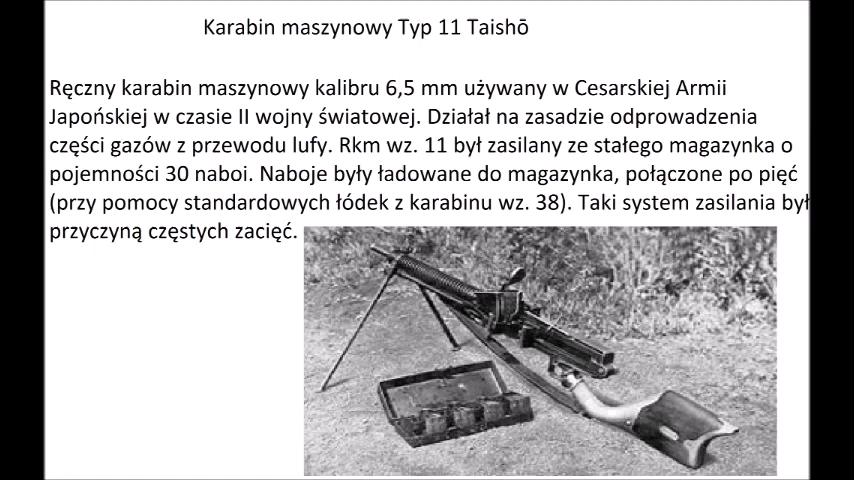 Karabin maszynowy Typ 11 Taishō
Ręczny karabin maszynowy kalibru 6,5 mm używany w Cesarskiej Armii
Japońskiej w czasie II wojny światowej. Działał na zasadzie odprowadzenia
części gazów z przewodu lufy. Rkm wz. 11 był zasilany ze stałego magazynka o
pojemności 30 naboi. Naboje były ładowane do magazynka, połączone po pięć
(przy pomocy standardowych łódek z karabinu wz. 38). Taki system zasilania był
przyczyną częstych zacięć.